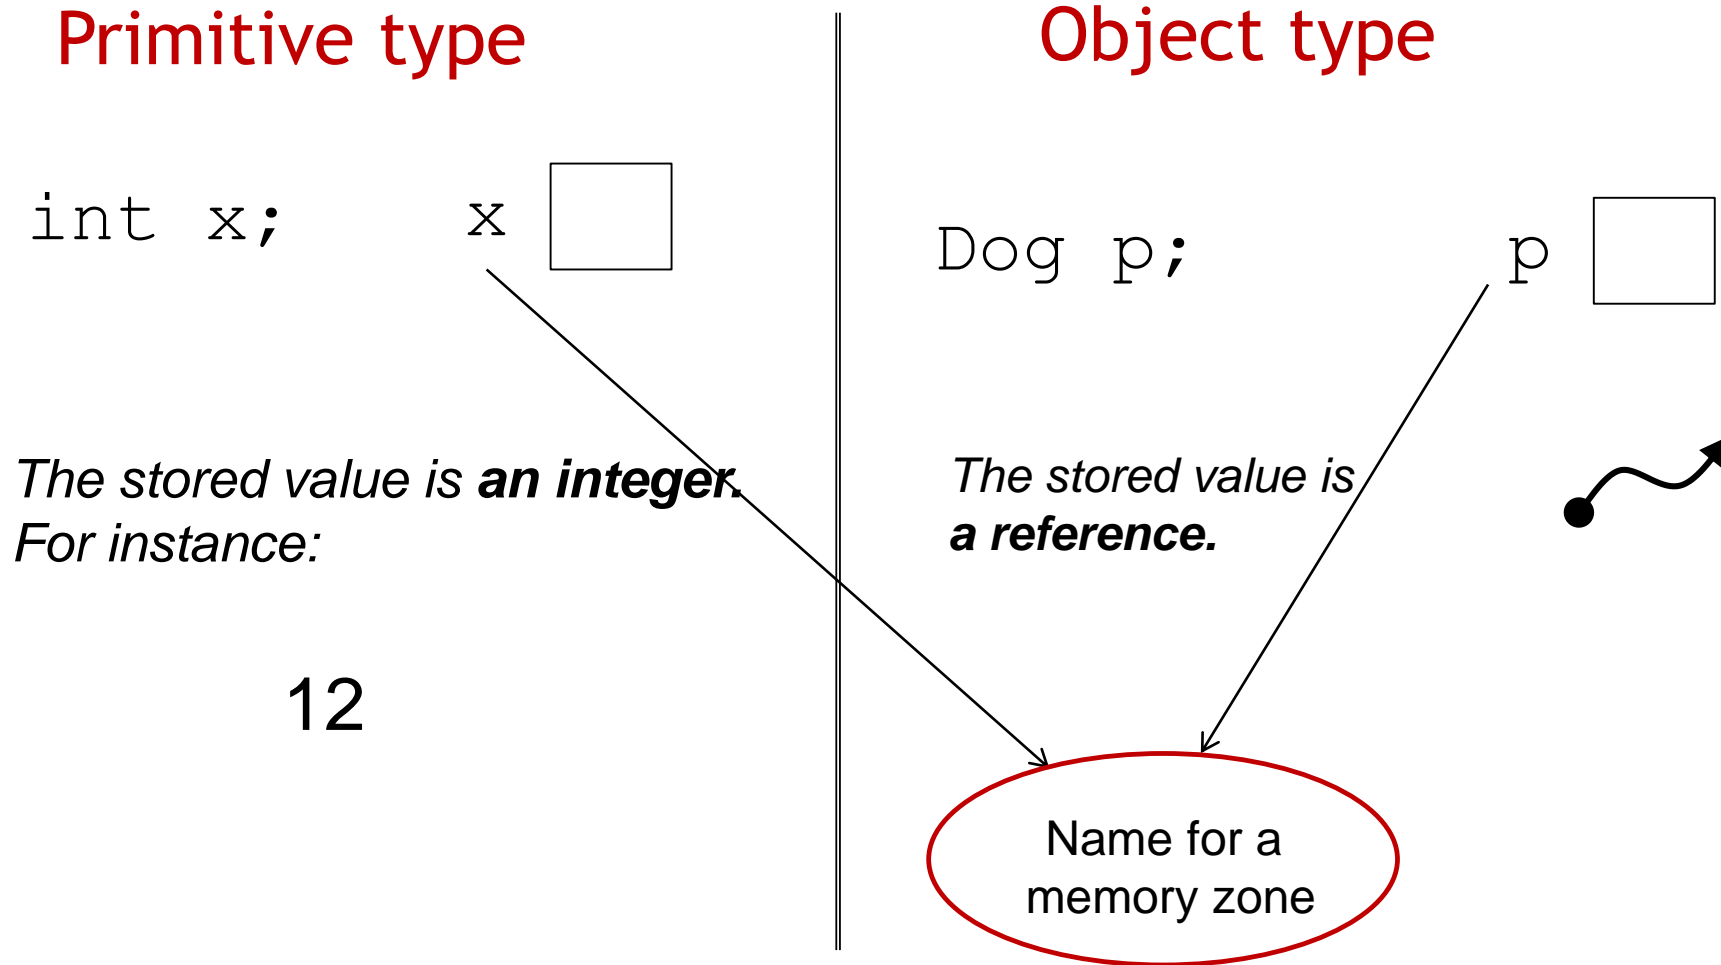 Primitive type
int x; x
The stored value is an integer.
For instance:
12
Object type
Dog p; p
The stored value is
a reference.
Name for a
memory zone